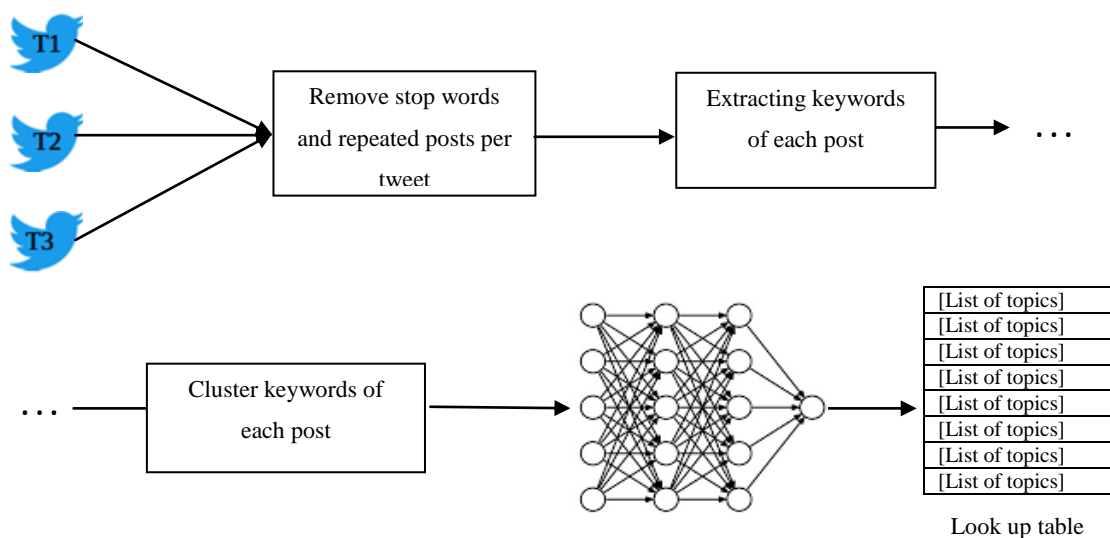 T1
T2
T3
Remove stop words
and repeated posts per
tweet
Extracting keywords
of each post
...
...
Cluster keywords of
each post
[List of topics]
[List of topics]
[List of topics]
[List of topics]
[List of topics]
[List of topics]
[List of topics]
[List of topics]
Look up table